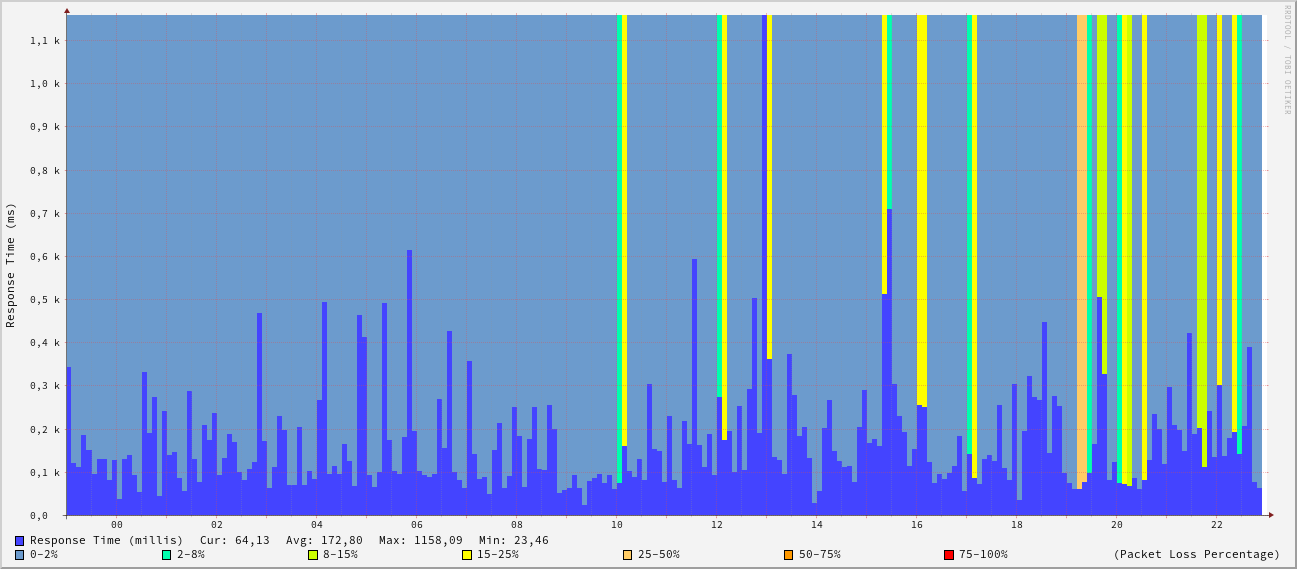 RRDTOOL / TOBI OETIKER
Response Time (ms)
1,1 k
1,0 k
0,9 k
0,8 k
0,7 k
0,6 k
0,5 k
0,4 k
0,3 k
0,2 k
0,1 k
0,0
00 02 04 06 08 10 12 14 16 18 20 22
Response Time (millis) Cur: 64,13 Avg: 172,80 Max: 1158,09 Min: 23,46
0-2% 2-8% 8-15% 15-25% 25-50% 50-75% 75-100% (Packet Loss Percentage)